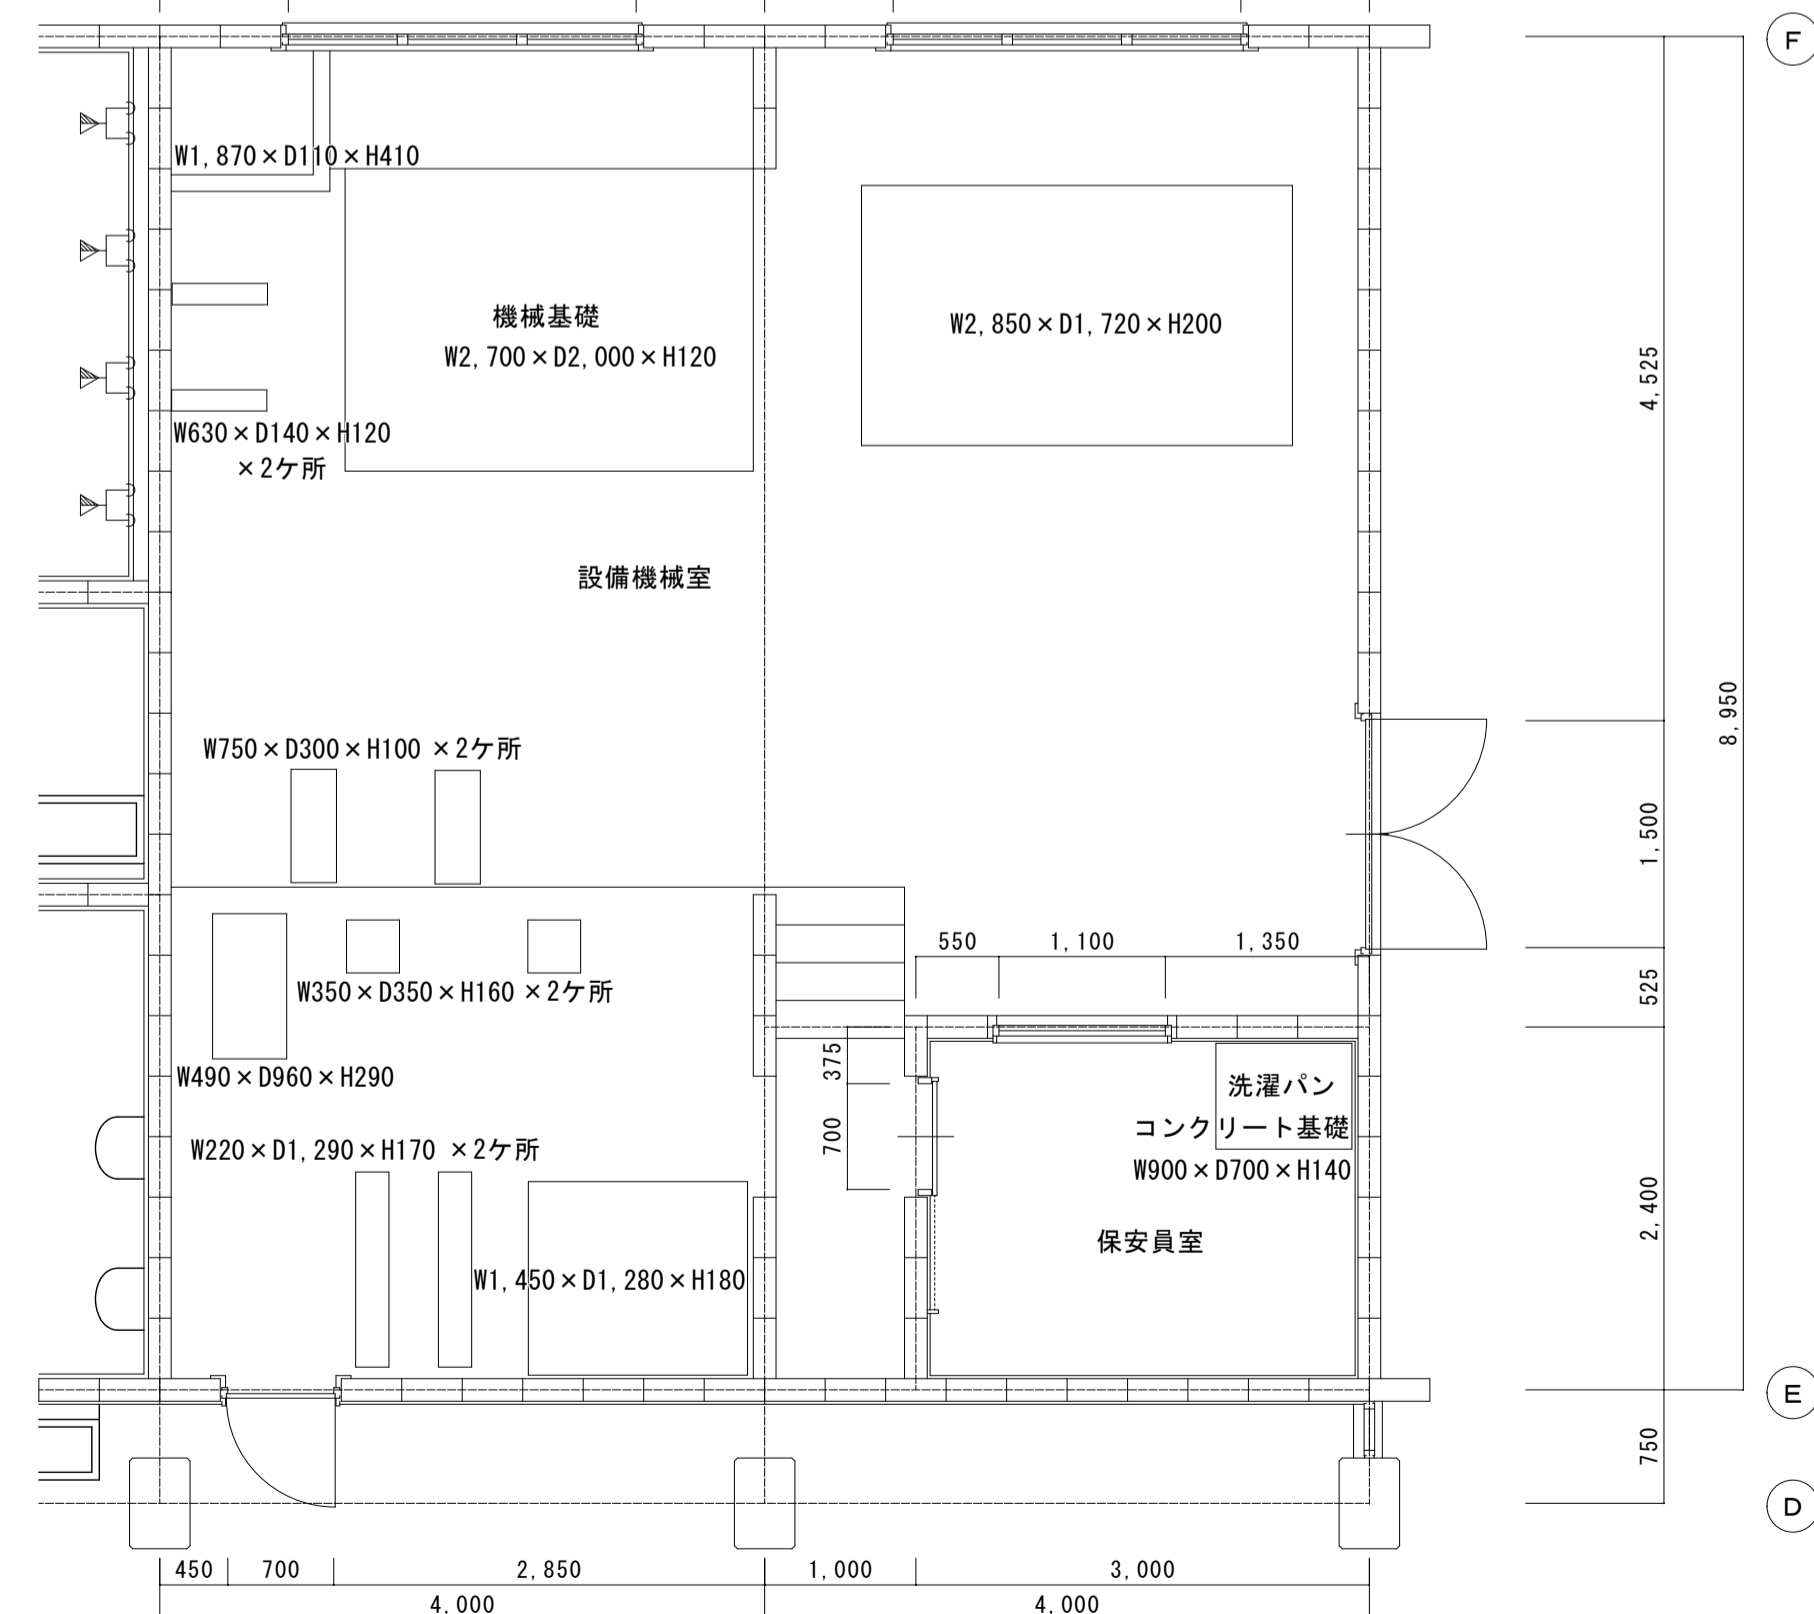 F
W1,870×D110×H410
機械基礎
W2,700×D2,000×H120
W2,850×D1,720×H200
4,525
W630×D140×H120
×2ケ所
設備機械室
8,950
W750×D300×H100 ×2ケ所
1,500
550 1,100 1,350
525
W350×D350×H160 ×2ケ所
375
W490×D960×H290
洗濯パン
コンクリート基礎
W900×D700×H140
700
W220×D1,290×H170 ×2ケ所
2,400
保安員室
W1,450×D1,280×H180
E
750
D
450 700 2,850 1,000 3,000
4,000 4,000